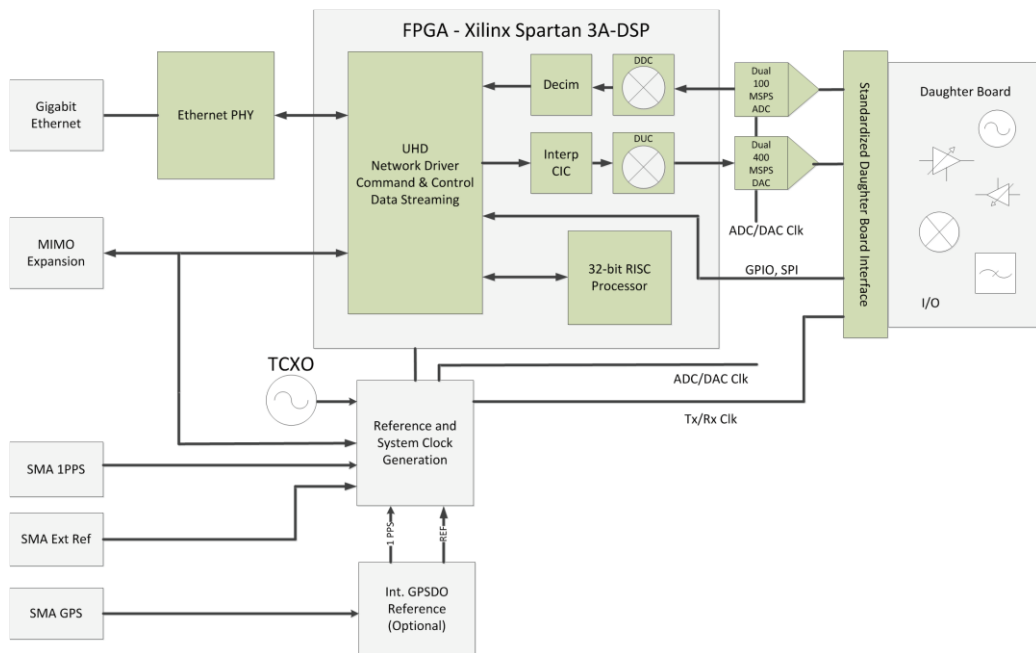 FPGA - Xilinx Spartan 3A-DSP
Gigabit
Ethernet
Ethernet PHY
UHD
Network Driver
Command & Control
Data Streaming
Decim
DDC
Dual
100
MSPS
ADC
Interp
CIC
DUC
Dual
400
MSPS
DAC
ADC/DAC Clk
Standardized Daughter Board Interface
Daughter Board
I/O
MIMO
Expansion
GPIO, SPI
32-bit RISC
Processor
TCXO
ADC/DAC Clk
Tx/Rx Clk
Reference and
System Clock
Generation
SMA 1PPS
SMA Ext Ref
1 PPS
REF
SMA GPS
Int. GPSDO
Reference
(Optional)